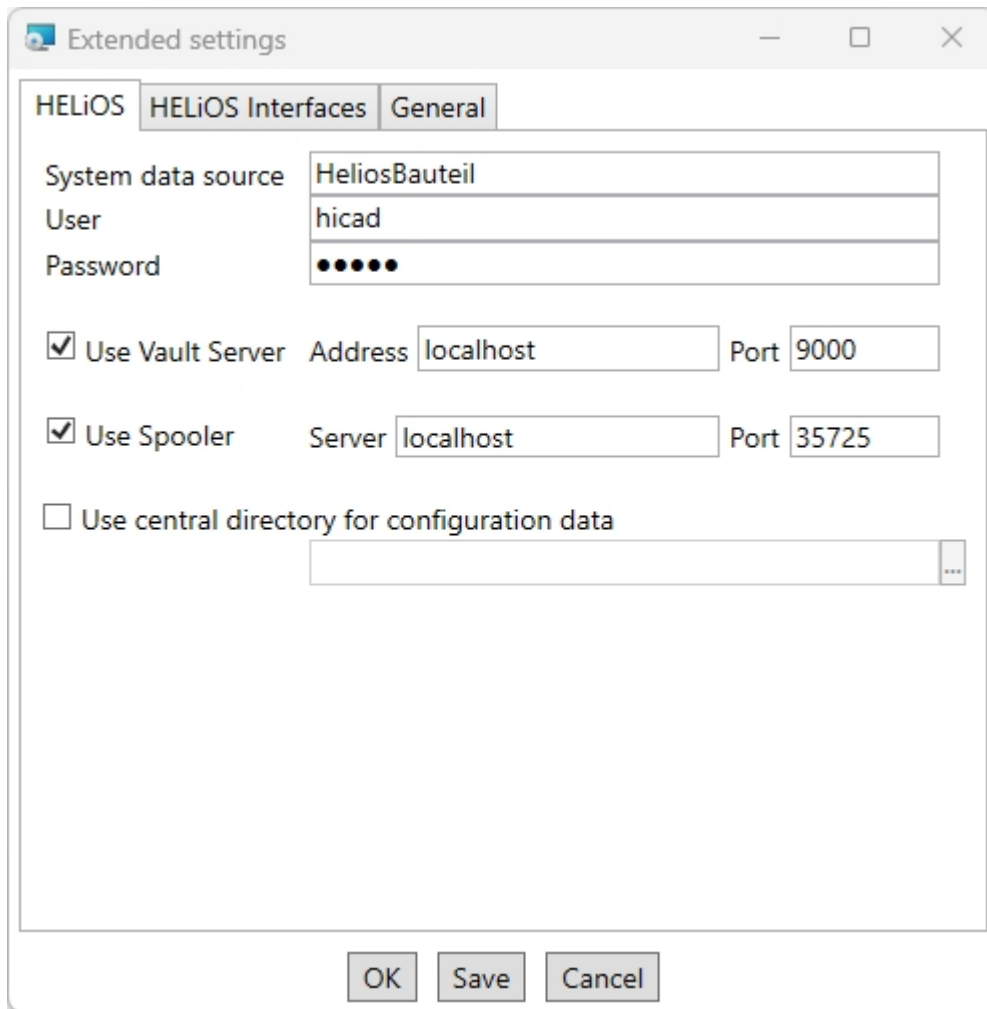 Extended settings
HELiOS HELiOS Interfaces General
System data source HeliosBauteil
User hicad
Password ●●●●●
Use Vault Server Address localhost Port 9000
Use Spooler Server localhost Port 35725
Use central directory for configuration data
...
OK Save Cancel